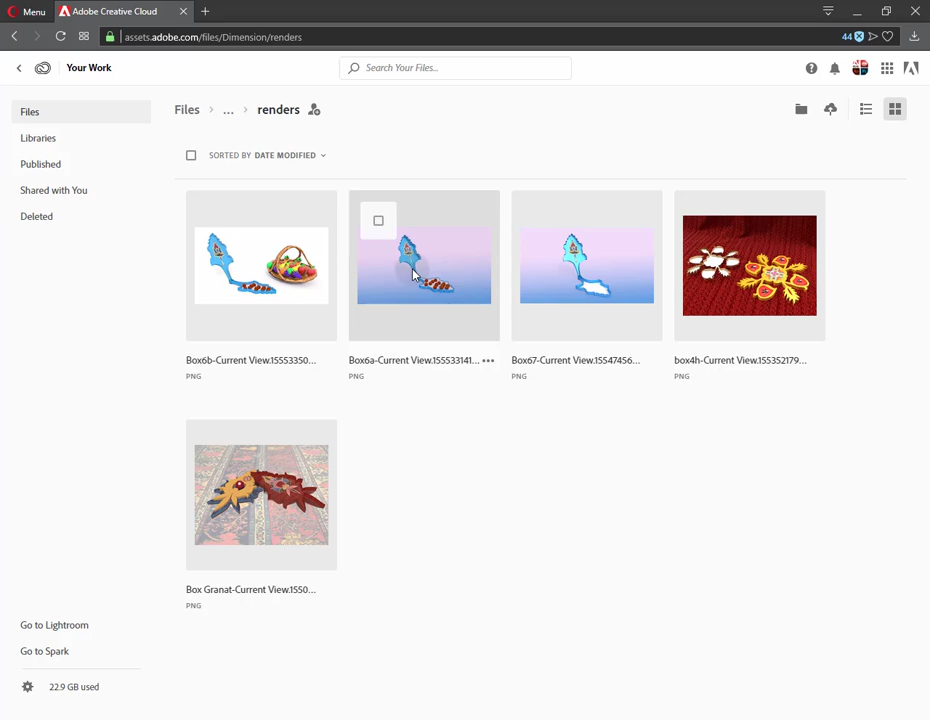 Menu
Adobe Creative Cloud
assets.adobe.com/files/Dimension/renders
44
Your Work
Search Your Files...
Files
Libraries
Published
Shared with You
Deleted
Files > ... > renders
SORTED BY DATE MODIFIED
Box6b-Current View.15553350...
PNG
Box6a-Current View.155533141...
PNG
Box67-Current View.15547456...
PNG
box4h-Current View.155352179...
PNG
Box Granat-Current View.1550...
PNG
Go to Lightroom
Go to Spark
22.9 GB used